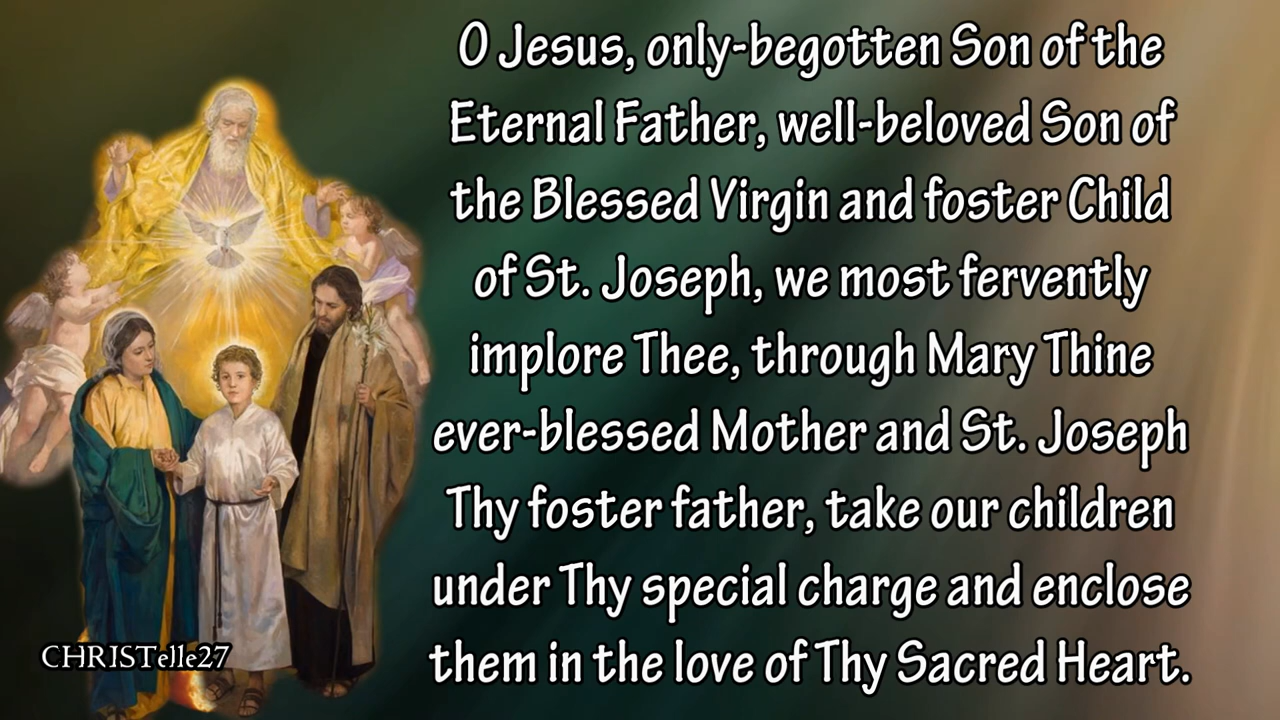 O Jesus, only-begotten Son of the
Eternal Father, well-beloved Son of
the Blessed Virgin and foster Child
of St. Joseph, we most fervently
implore Thee, through Mary Thine
ever-blessed Mother and St. Joseph
Thy foster father, take our children
under Thy special charge and enclose
them in the love of Thy Sacred Heart.
CHRISTelle27